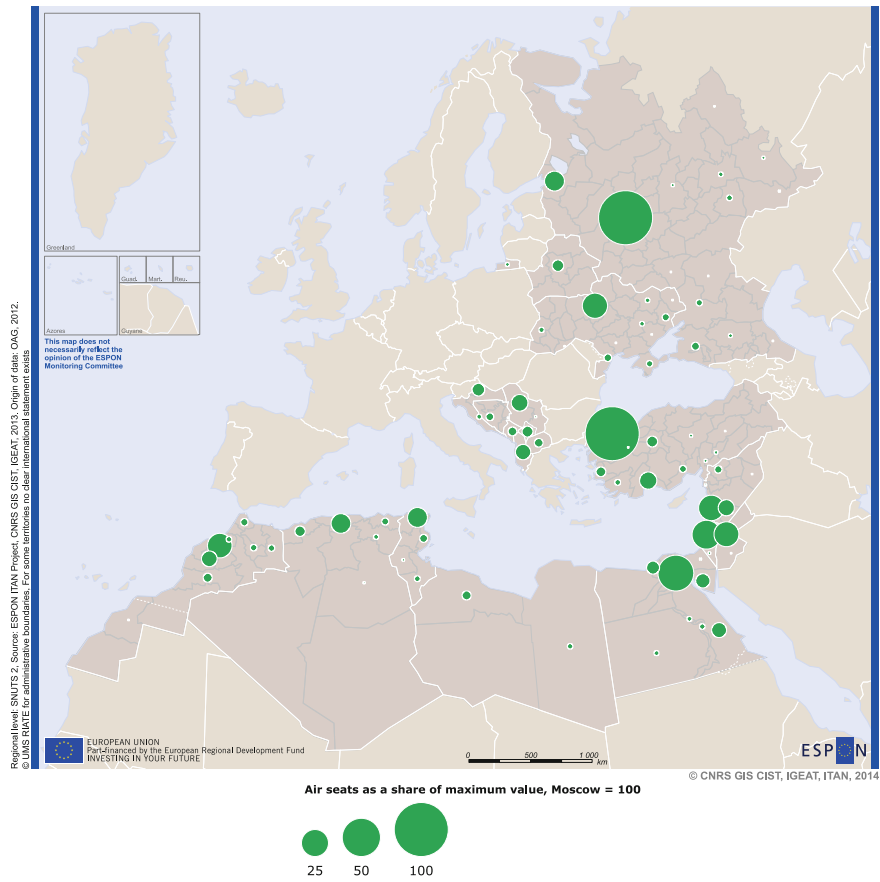 Greenland
Azores
Guad.
Mart.
Reu.
Guyane
This map does not
necessarily reflect the
opinion of the ESPON
Monitoring Committee
Regional level: SNUTS 2, Source: ESPON ITAN Project, CNRS GIS CIST, IGEAT, 2013. Origin of data: OAG, 2012.
© UMS RIATE for administrative boundaries, For some territories no clear international statement exists
EUROPEAN UNION
Part-financed by the European Regional Development Fund
INVESTING IN YOUR FUTURE
0 500 1 000
km
ESPON
© CNRS GIS CIST, IGEAT, ITAN, 2014
Air seats as a share of maximum value, Moscow = 100
25 50 100